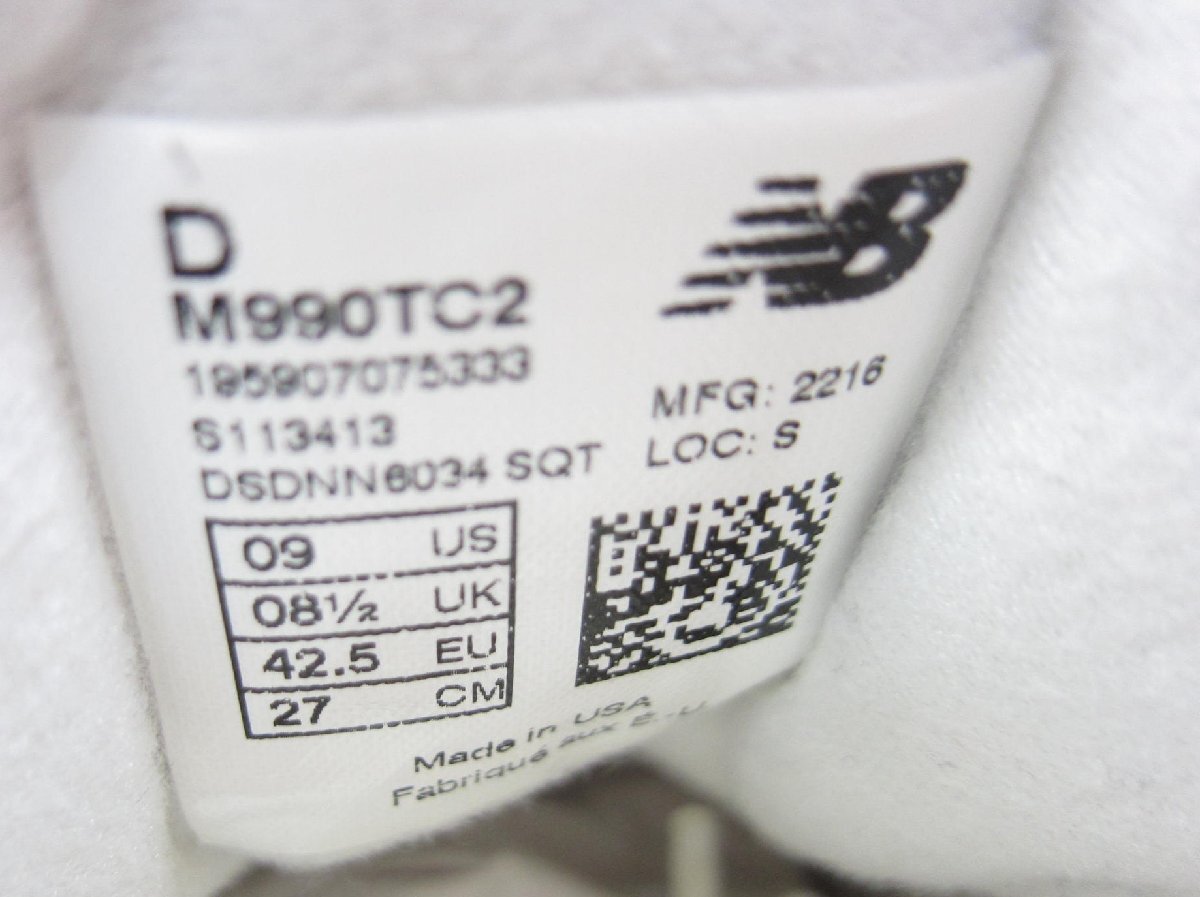 D
M990TC2
195907075333
S113413
DSDNN6034 SQT
NB
MFG: 2216
LOC: S
09 US
08½ UK
42.5 EU
27 CM
Made in USA
Fabriqué aux É.-U.